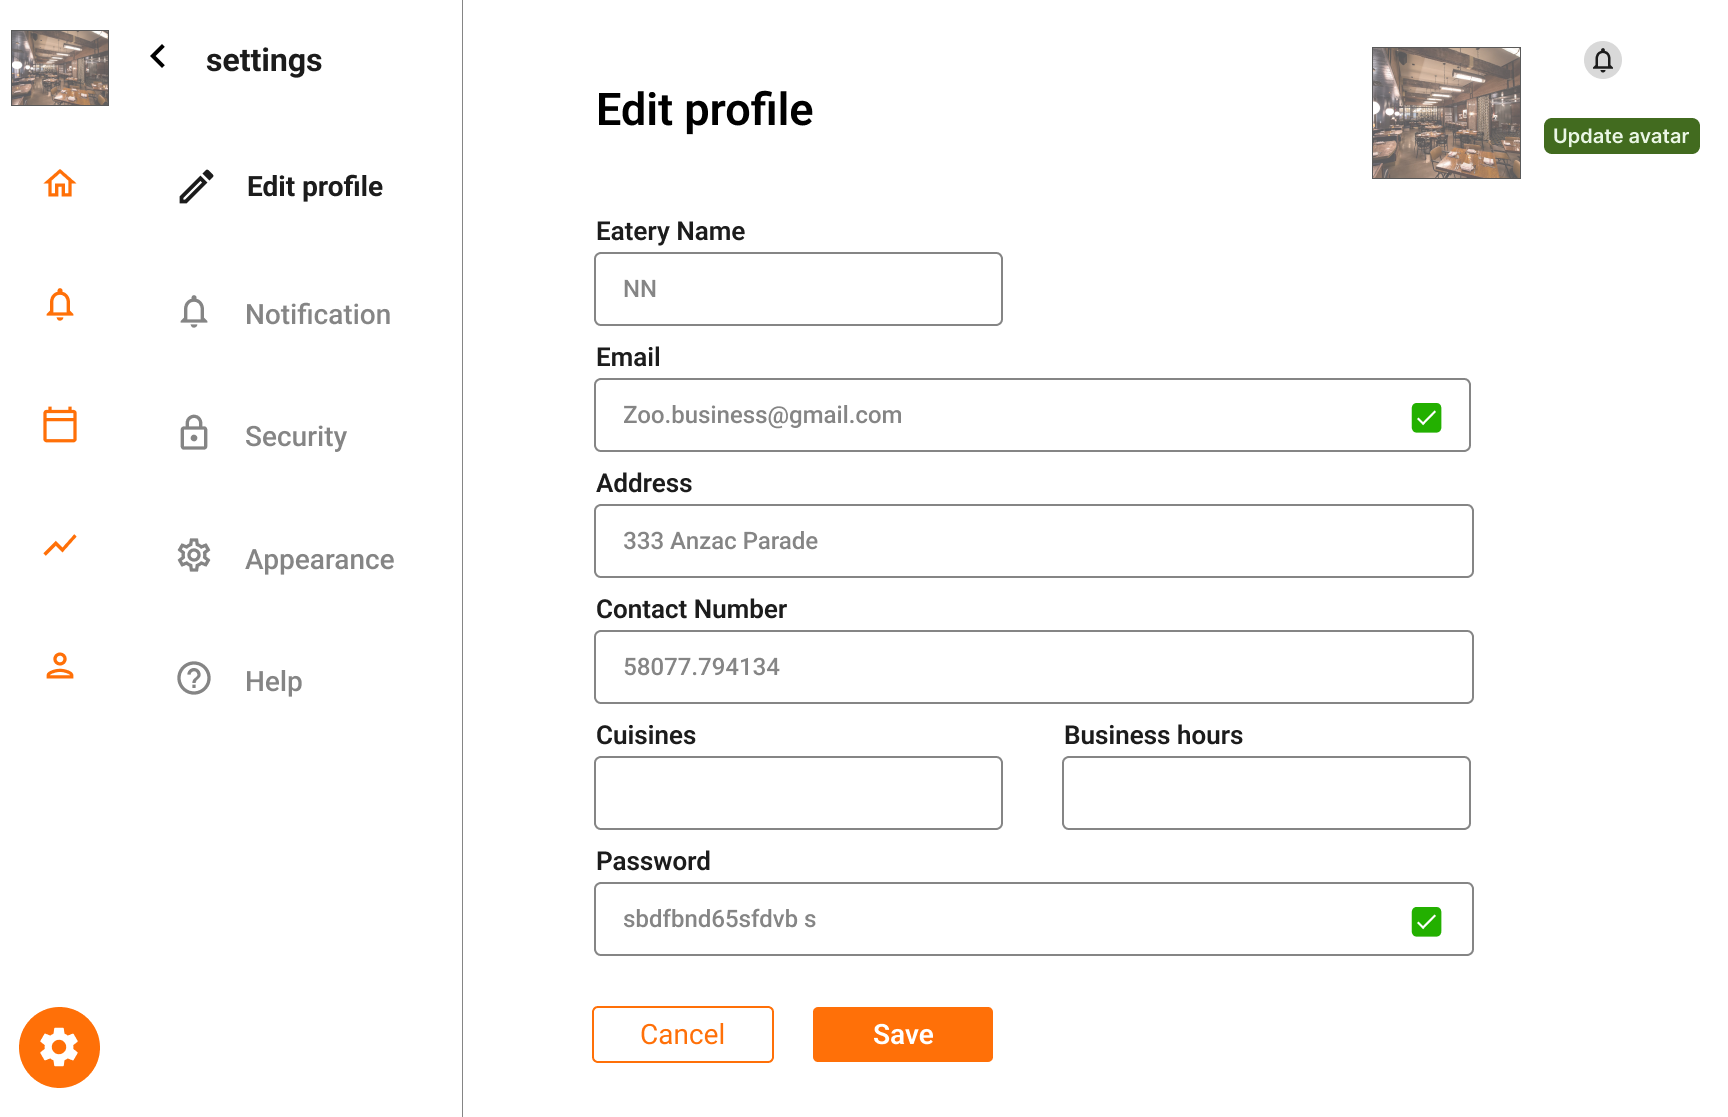 settings
Edit profile
Notification
Security
Appearance
Help
Edit profile
Update avatar
Eatery Name
NN
Email
Zoo.business@gmail.com
Address
333 Anzac Parade
Contact Number
58077.794134
Cuisines
Business hours
Password
sbdfbnd65sfdvb s
Cancel
Save